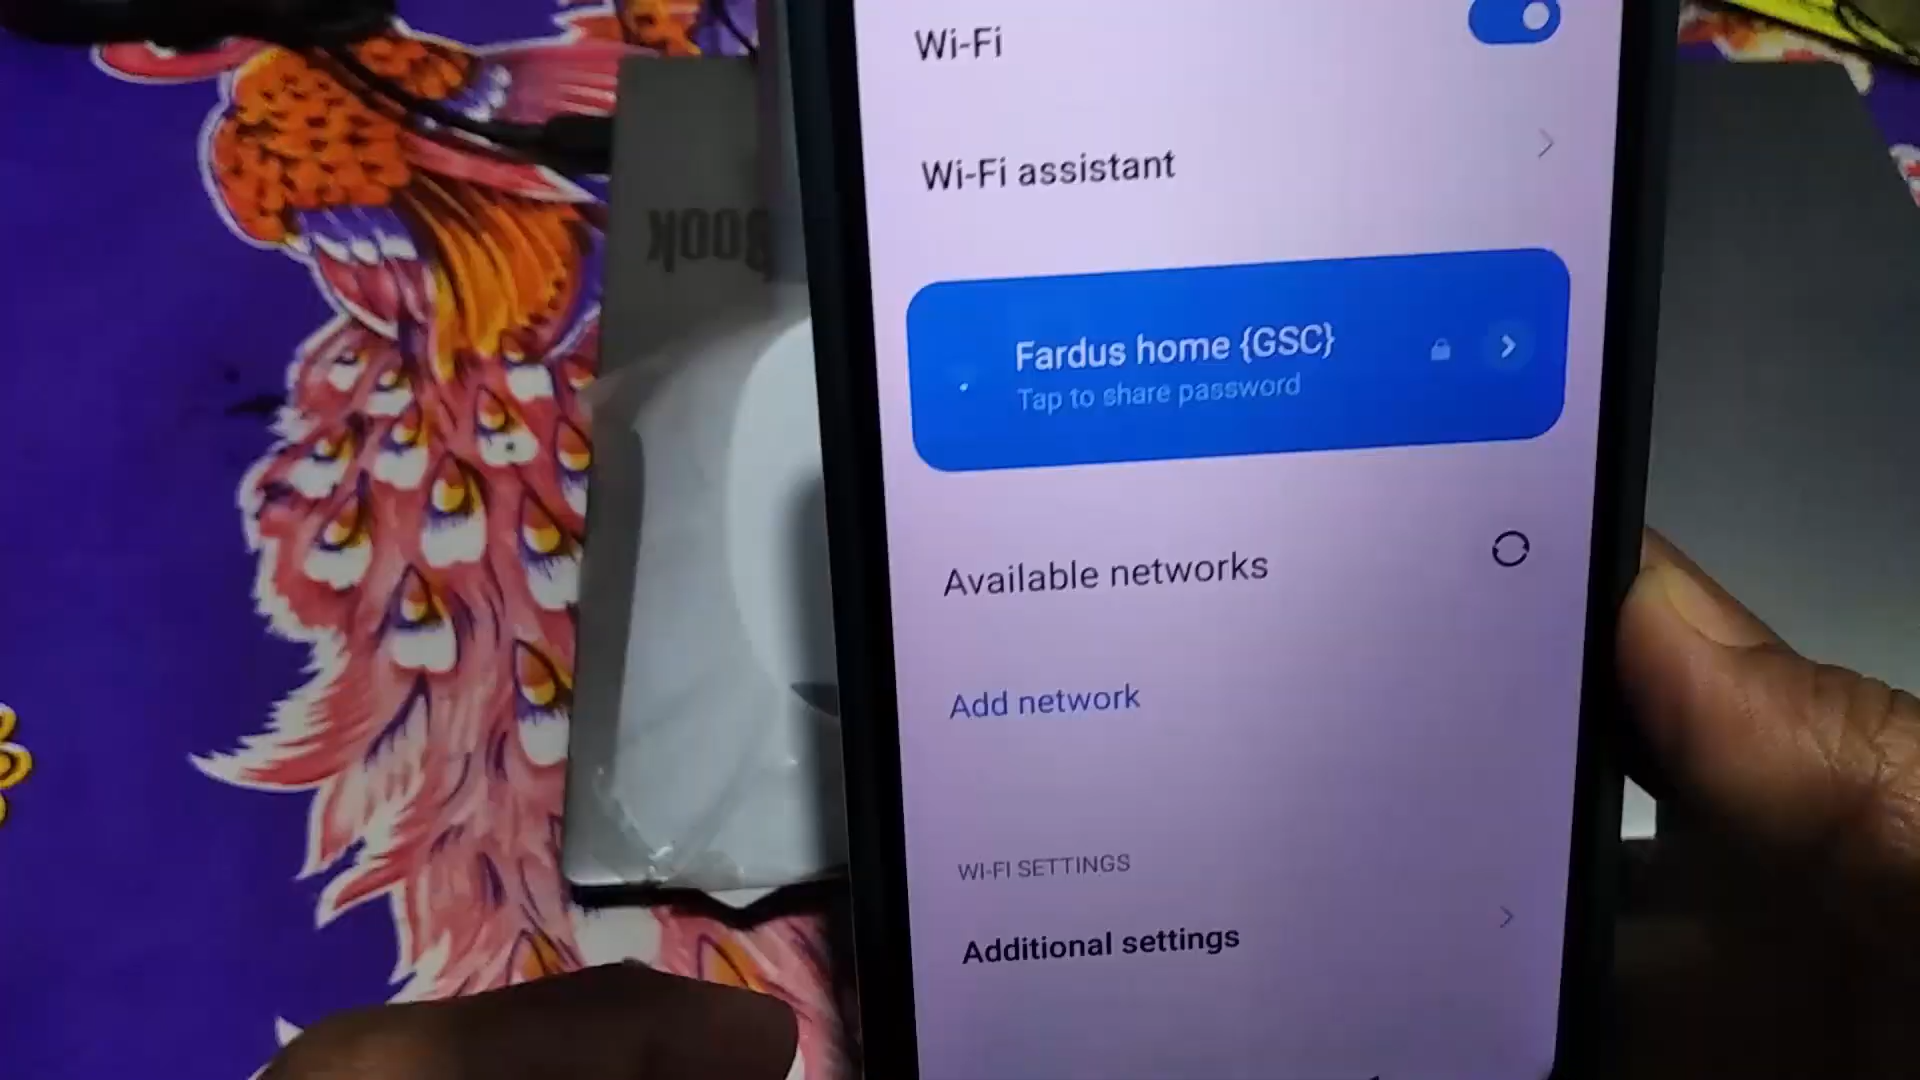 Wi-Fi
Wi-Fi assistant
Book
Fardus home {GSC}
Tap to share password
Available networks
Add network
WI-FI SETTINGS
Additional settings